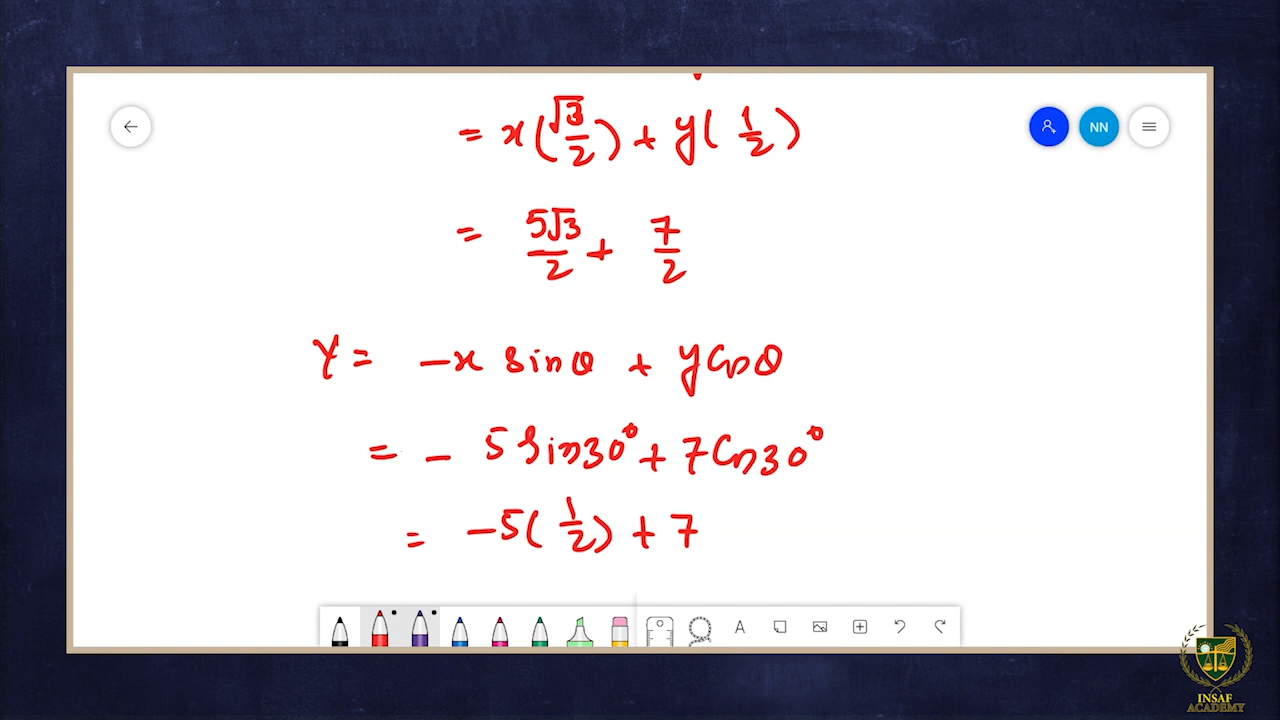 = x(√3/2) + y(1/2)
NN
= 5√3/2 + 7/2
Y = -x sinθ + y cosθ
= - 5 sin30° + 7 cos30°
= -5(1/2) + 7
A
INSAF
ACADEMY